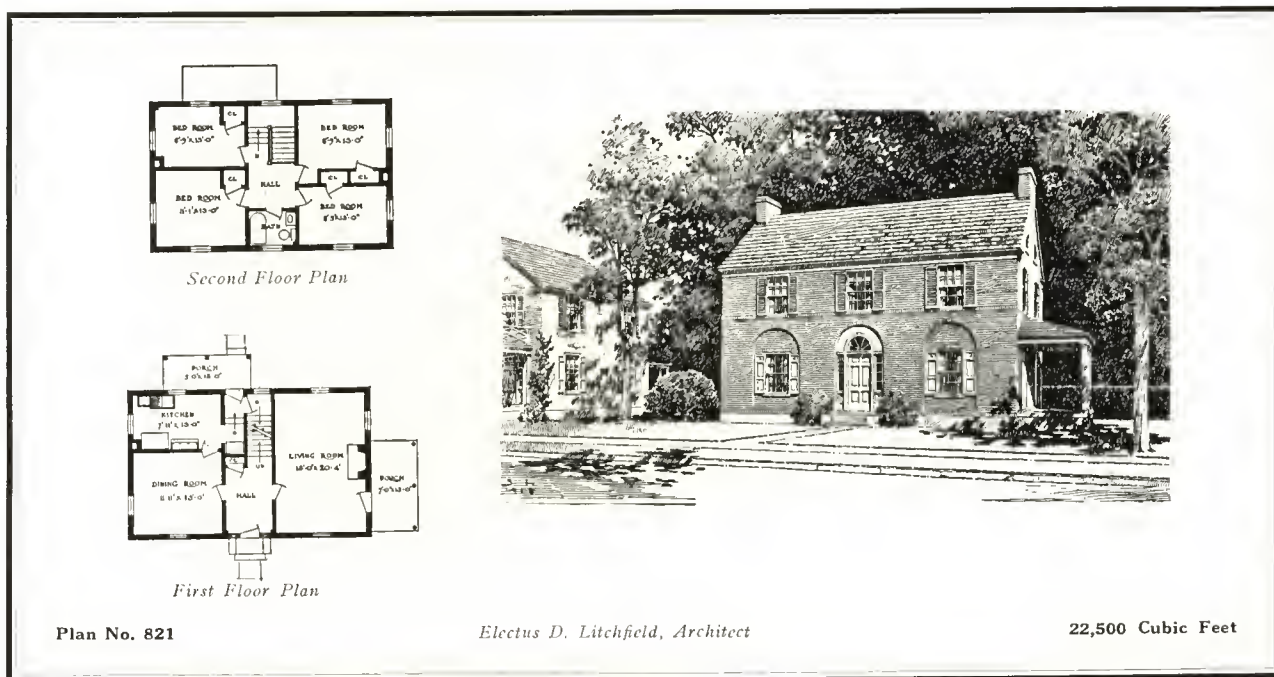 CL
BED ROOM
BED ROOM
CL
HALL
CL
CL
BED ROOM
BED ROOM
BATH
Second Floor Plan
PORCH
KITCHEN
LIVING ROOM
UP
DINING ROOM
HALL
PORCH
First Floor Plan
Plan No. 821
Electus D. Litchfield, Architect
22,500 Cubic Feet